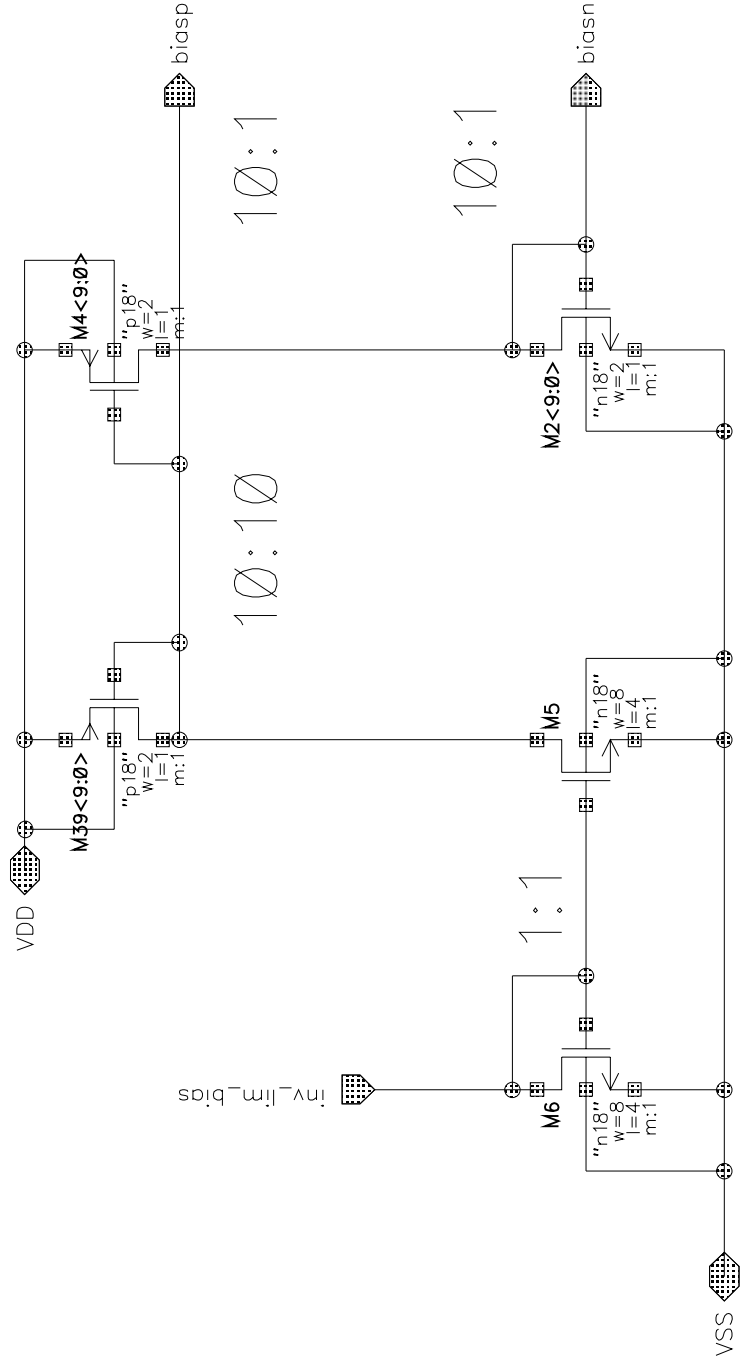 VDD
M39<9:0>
"p18"
w=2
l=1
m:1
M4<9:0>
"p18"
w=2
l=1
m:1
biasp
10:10
10:1
inv_lim_bias
1:1
10:1
M6
"n18"
w=8
l=4
m:1
M5
"n18"
w=8
l=4
m:1
M2<9:0>
"n18"
w=2
l=1
m:1
biasn
VSS